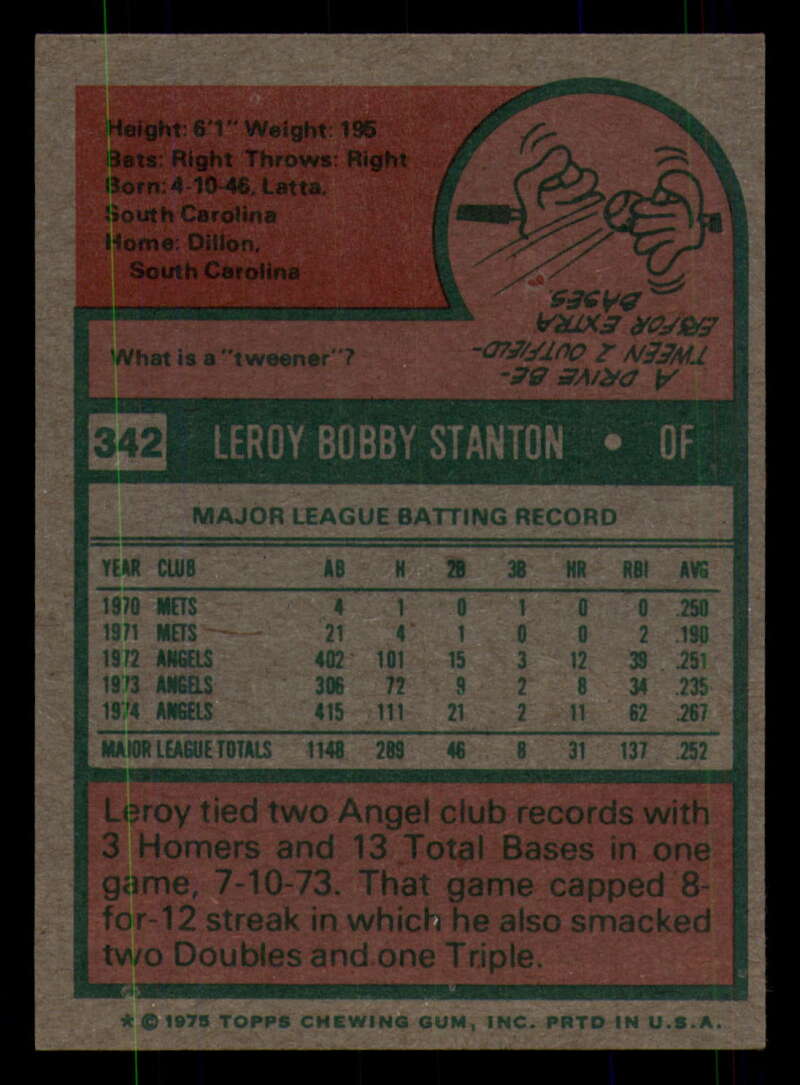 Height: 6'1" Weight: 195
Bats: Right Throws: Right
Born: 4-10-46, Latta,
South Carolina
Home: Dillon,
South Carolina
What is a "tweener"?
A DRIVE BE-
TWEEN 2 OUTFIELD-
ERS FOR EXTRA
BASES.
342 LEROY BOBBY STANTON • OF
MAJOR LEAGUE BATTING RECORD
YEAR CLUB AB H 2B 3B HR RBI AVG
1970 METS 4 1 0 1 0 0 .250
1971 METS 21 4 1 0 0 2 .190
1972 ANGELS 402 101 15 3 12 39 .251
1973 ANGELS 306 72 9 2 8 34 .235
1974 ANGELS 415 111 21 2 11 62 .267
MAJOR LEAGUE TOTALS 1148 289 46 8 31 137 .252
Leroy tied two Angel club records with
3 Homers and 13 Total Bases in one
game, 7-10-73. That game capped 8-
for-12 streak in which he also smacked
two Doubles and one Triple.
* © 1975 TOPPS CHEWING GUM, INC. PRTD IN U.S.A.